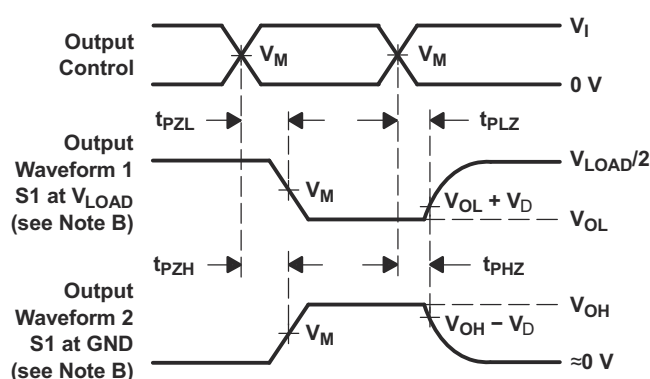 Output
Control
V_M
V_M
V_I
0 V
t_PZL
t_PLZ
Output
Waveform 1
S1 at V_LOAD
(see Note B)
V_M
V_LOAD/2
V_OL + V_D
V_OL
t_PZH
t_PHZ
Output
Waveform 2
S1 at GND
(see Note B)
V_M
V_OH
V_OH − V_D
≈0 V